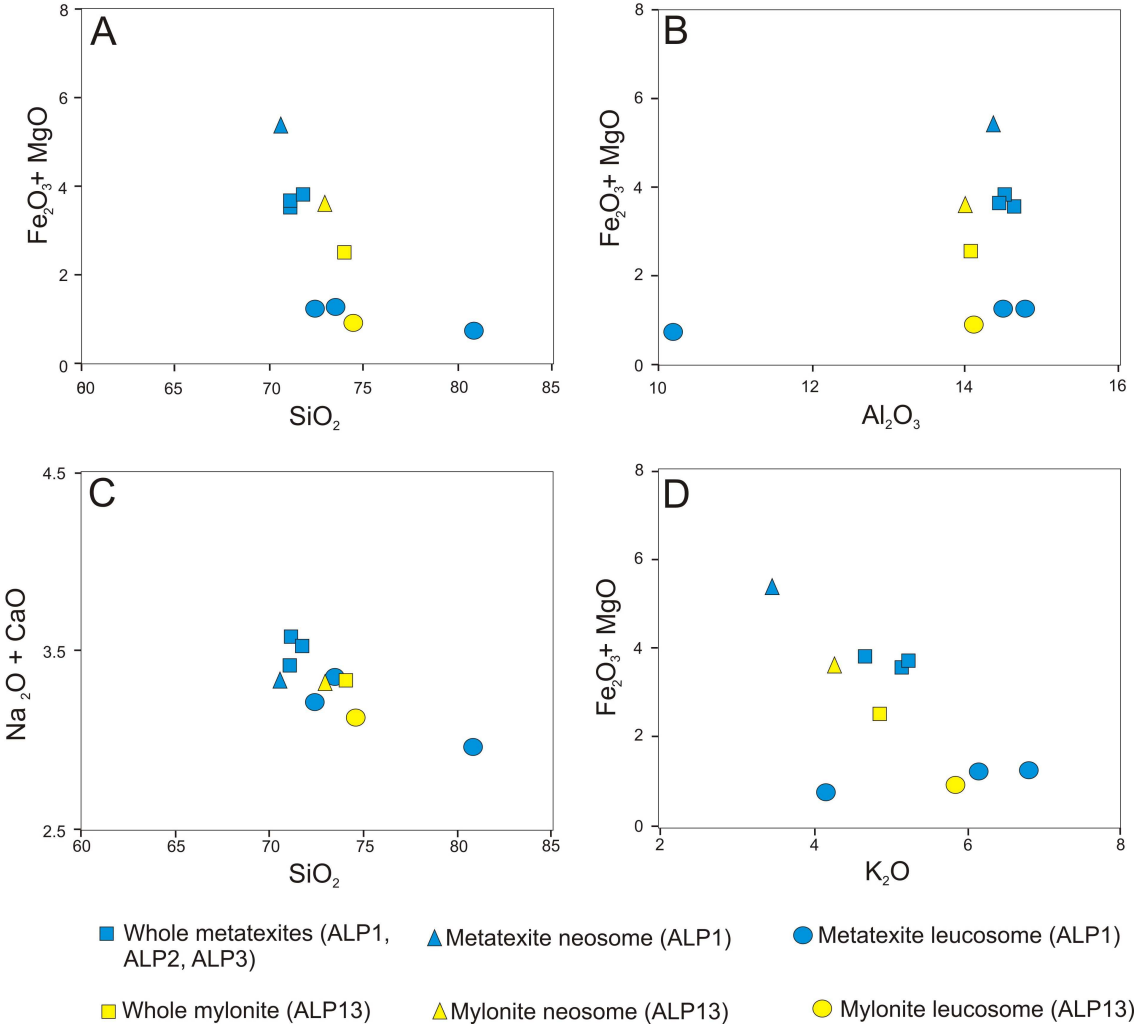 A
8
6
4
2
0
Fe₂O₃+ MgO
60 65 70 75 80 85
SiO₂
B
8
6
4
2
0
Fe₂O₃+ MgO
10 12 14 16
Al₂O₃
C
4.5
3.5
2.5
Na ₂O + CaO
60 65 70 75 80 85
SiO₂
D
8
6
4
2
0
Fe₂O₃+ MgO
2 4 6 8
K₂O
Whole metatexites (ALP1,
ALP2, ALP3)
Metatexite neosome (ALP1)
Metatexite leucosome (ALP1)
Whole mylonite (ALP13)
Mylonite neosome (ALP13)
Mylonite leucosome (ALP13)